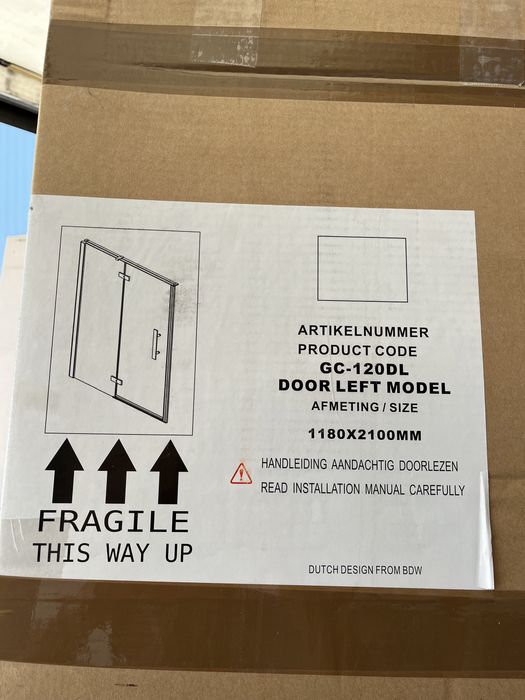 ARTIKELNUMMER
PRODUCT CODE
GC-120DL
DOOR LEFT MODEL
AFMETING / SIZE
1180X2100MM
HANDLEIDING AANDACHTIG DOORLEZEN
READ INSTALLATION MANUAL CAREFULLY
FRAGILE
THIS WAY UP
DUTCH DESIGN FROM BDW